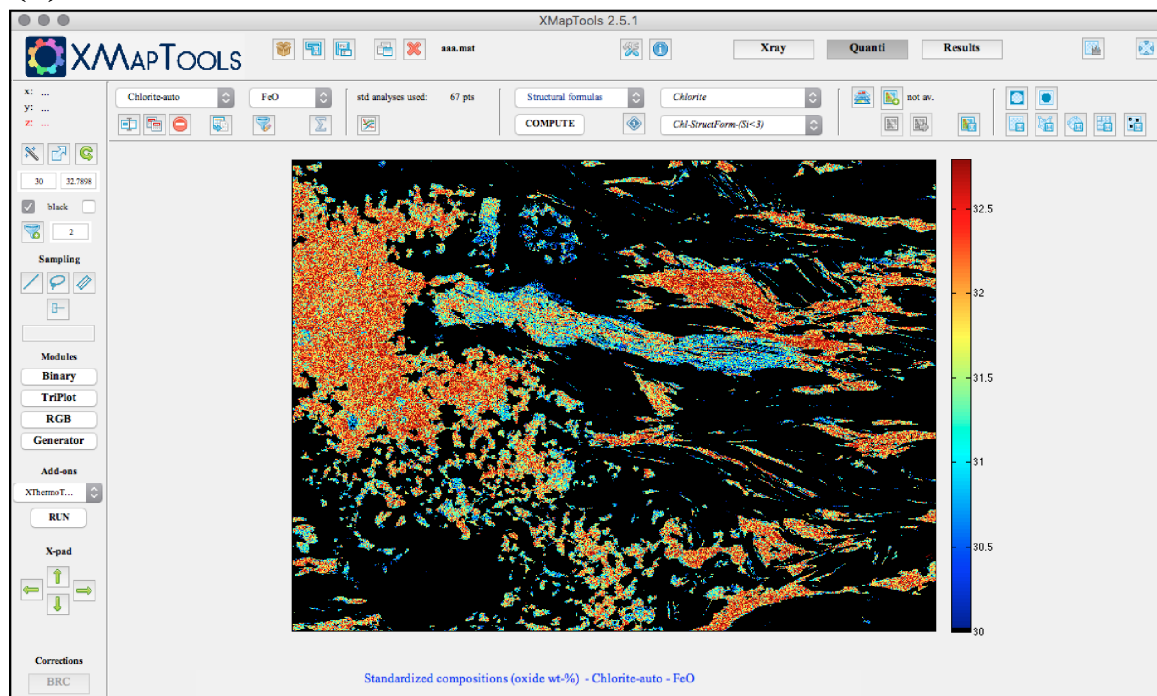 XMapTools 2.5.1
XMAPTOOLS
aaa.mat
Xray
Quanti
Results
x: ...
y: ...
z: ...
Chlorite-auto
FeO
std analyses used: 67 pts
Structural formulas
Chlorite
not av.
COMPUTE
Chl-StructForm-(Si<3)
30
32.7898
black
2
Sampling
Modules
Binary
TriPlot
RGB
Generator
Add-ons
XThermoT...
RUN
X-pad
Corrections
BRC
32.5
32
31.5
31
30.5
30
Standardized compositions (oxide wt-%) - Chlorite-auto - FeO